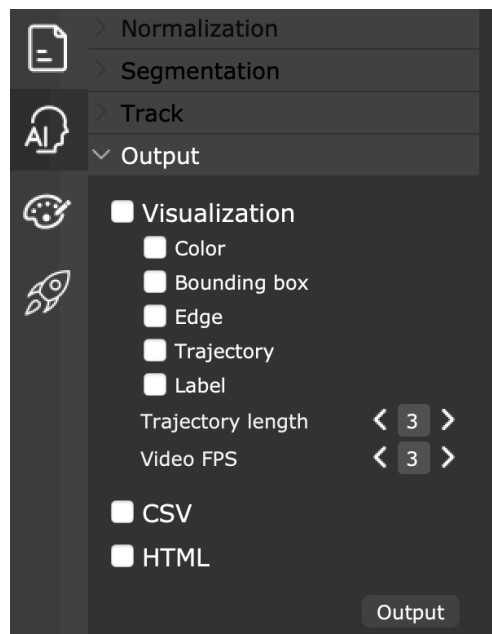 Normalization
Segmentation
AI
Track
Output
Visualization
Color
Bounding box
Edge
Trajectory
Label
Trajectory length 3
Video FPS 3
CSV
HTML
Output